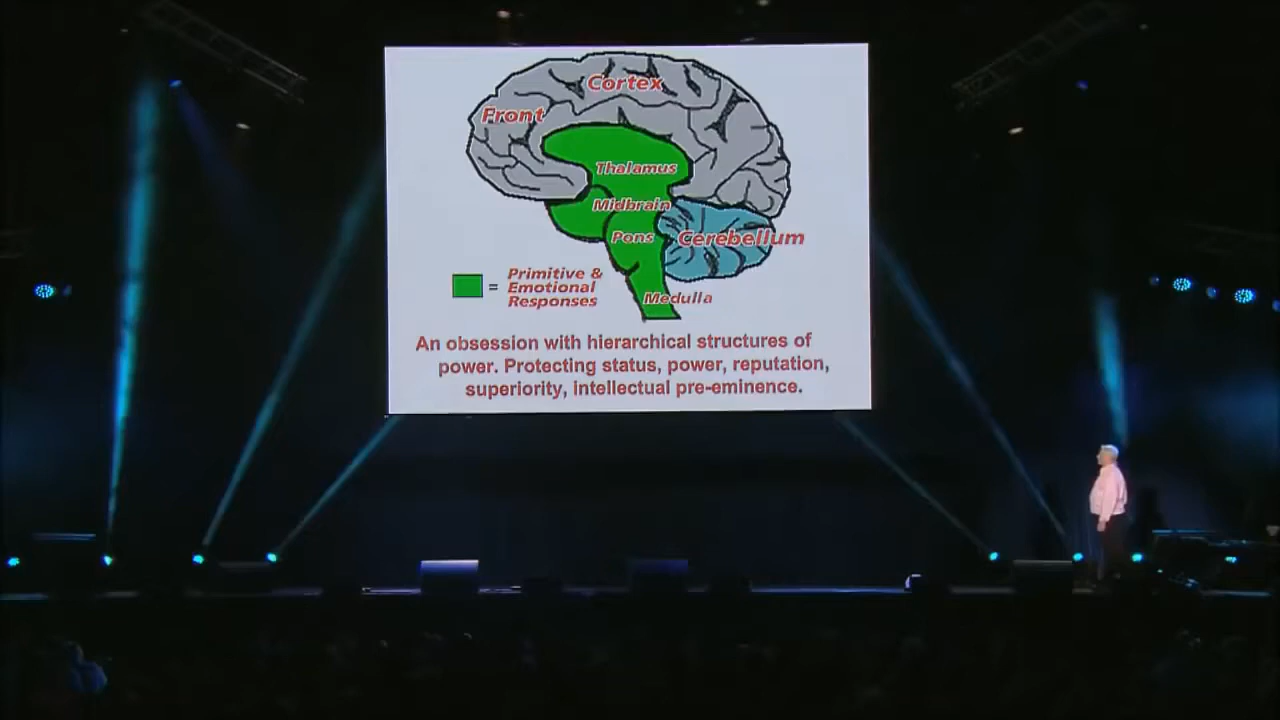 Cortex
Front
Thalamus
Midbrain
Pons
Cerebellum
= Primitive &
Emotional
Responses
Medulla
An obsession with hierarchical structures of
power. Protecting status, power, reputation,
superiority, intellectual pre-eminence.